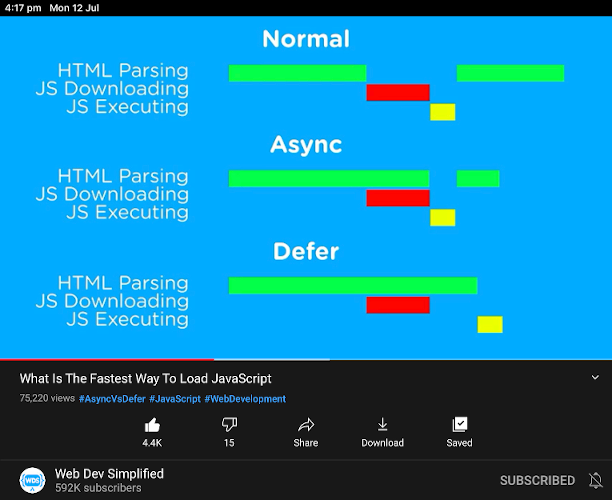 4:17 pm Mon 12 Jul
Normal
HTML Parsing
JS Downloading
JS Executing
Async
HTML Parsing
JS Downloading
JS Executing
Defer
HTML Parsing
JS Downloading
JS Executing
What Is The Fastest Way To Load JavaScript
75,220 views #AsyncVsDefer #JavaScript #WebDevelopment
4.4K 15 Share Download Saved
WDS
Web Dev Simplified
592K subscribers
SUBSCRIBED